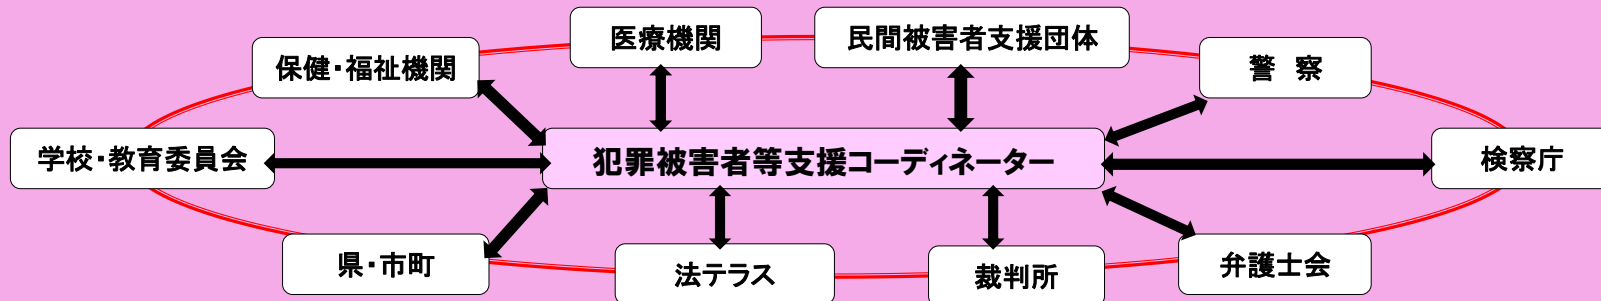 医療機関
民間被害者支援団体
保健・福祉機関
警　察
学校・教育委員会
犯罪被害者等支援コーディネーター
検察庁
県・市町
法テラス
裁判所
弁護士会